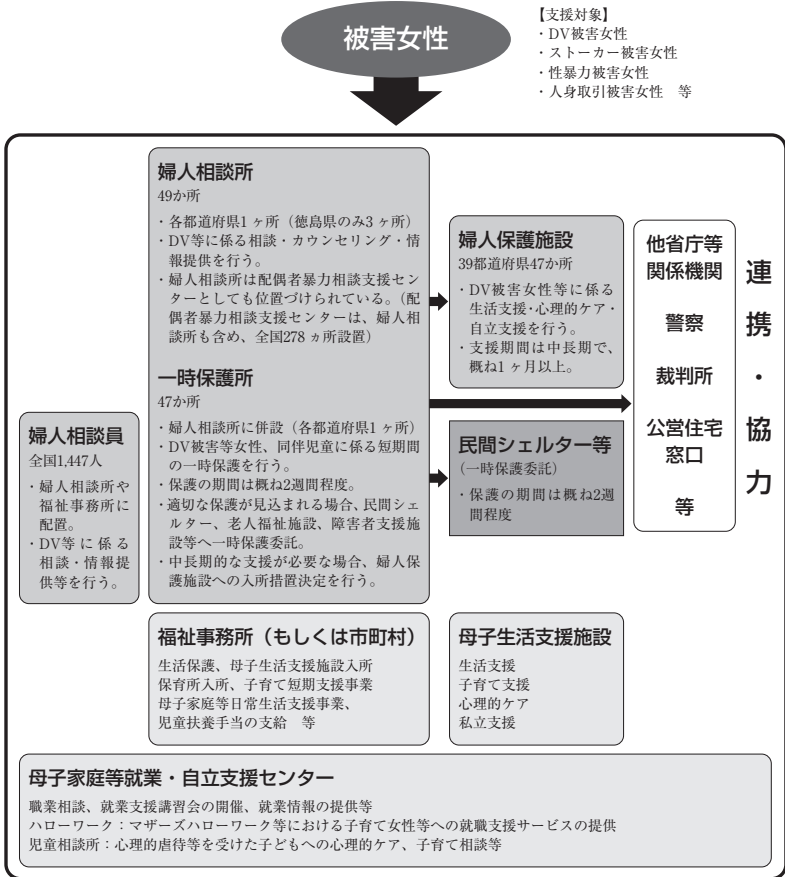 被害女性
【支援対象】
・DV被害女性
・ストーカー被害女性
・性暴力被害女性
・人身取引被害女性　等
婦人相談所
49か所
・各都道府県1ヶ所（徳島県のみ3ヶ所）
・DV等に係る相談・カウンセリング・情
報提供を行う。
・婦人相談所は配偶者暴力相談支援セン
ターとしても位置づけられている。（配
偶者暴力相談支援センターは、婦人相
談所も含め、全国278ヵ所設置）
一時保護所
47か所
・婦人相談所に併設（各都道府県1ヶ所）
・DV被害等女性、同伴児童に係る短期間
の一時保護を行う。
・保護の期間は概ね2週間程度。
・適切な保護が見込まれる場合、民間シェ
ルター、老人福祉施設、障害者支援施
設等へ一時保護委託。
・中長期的な支援が必要な場合、婦人保
護施設への入所措置決定を行う。
婦人相談員
全国1,447人
・婦人相談所や
福祉事務所に
配置。
・DV等に係る
相談・情報提
供等を行う。
婦人保護施設
39都道府県47か所
・DV被害女性等に係る
生活支援・心理的ケア・
自立支援を行う。
・支援期間は中長期で、
概ね1ヶ月以上。
民間シェルター等
（一時保護委託）
・保護の期間は概ね2週
間程度
他省庁等
関係機関
警察
裁判所
公営住宅
窓口
等
連携・協力
福祉事務所（もしくは市町村）
生活保護、母子生活支援施設入所
保育所入所、子育て短期支援事業
母子家庭等日常生活支援事業、
児童扶養手当の支給　等
母子生活支援施設
生活支援
子育て支援
心理的ケア
私立支援
母子家庭等就業・自立支援センター
職業相談、就業支援講習会の開催、就業情報の提供等
ハローワーク：マザーズハローワーク等における子育て女性等への就職支援サービスの提供
児童相談所：心理的虐待等を受けた子どもへの心理的ケア、子育て相談等